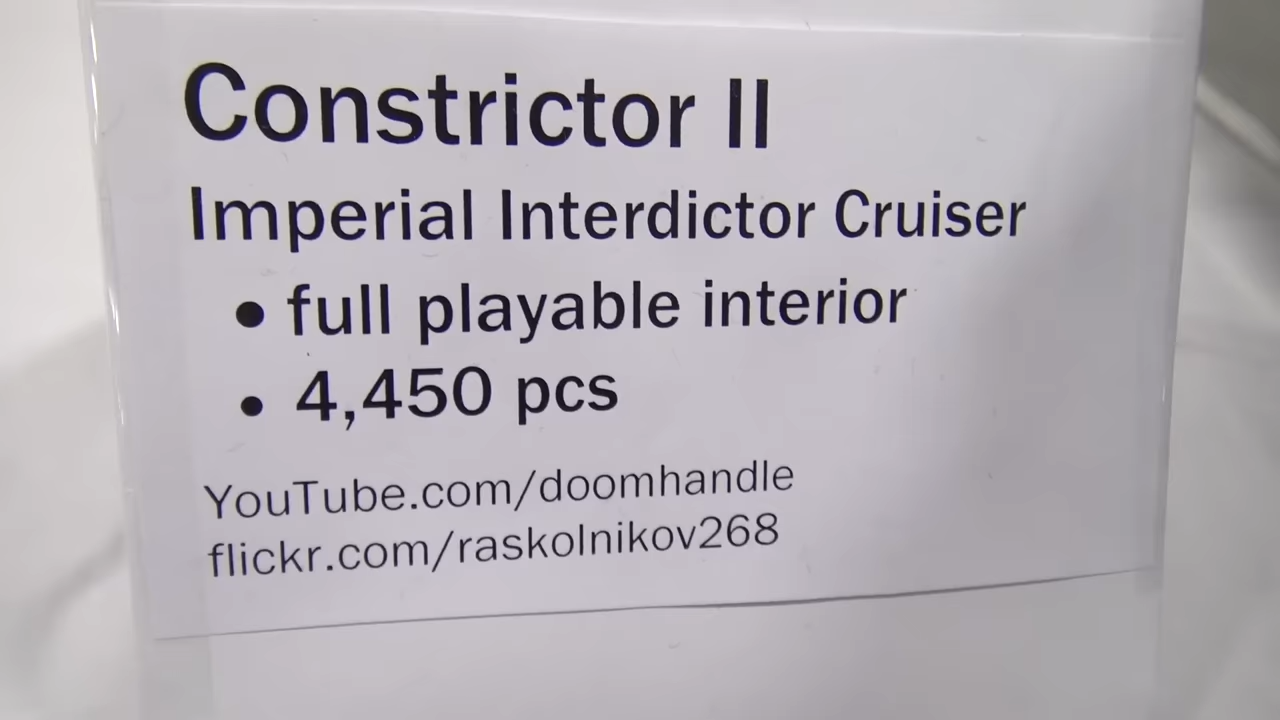 Constrictor II
Imperial Interdictor Cruiser
• full playable interior
• 4,450 pcs
YouTube.com/doomhandle
flickr.com/raskolnikov268